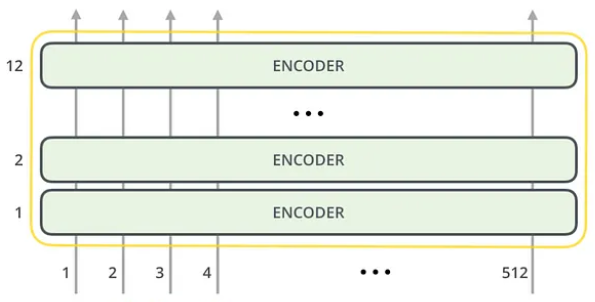 12 ENCODER
...
2 ENCODER
1 ENCODER
1 2 3 4 ... 512